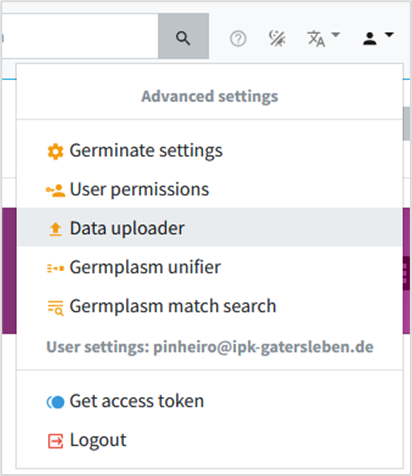 Advanced settings
Germinate settings
User permissions
Data uploader
Germplasm unifier
Germplasm match search
User settings: pinheiro@ipk-gatersleben.de
Get access token
Logout